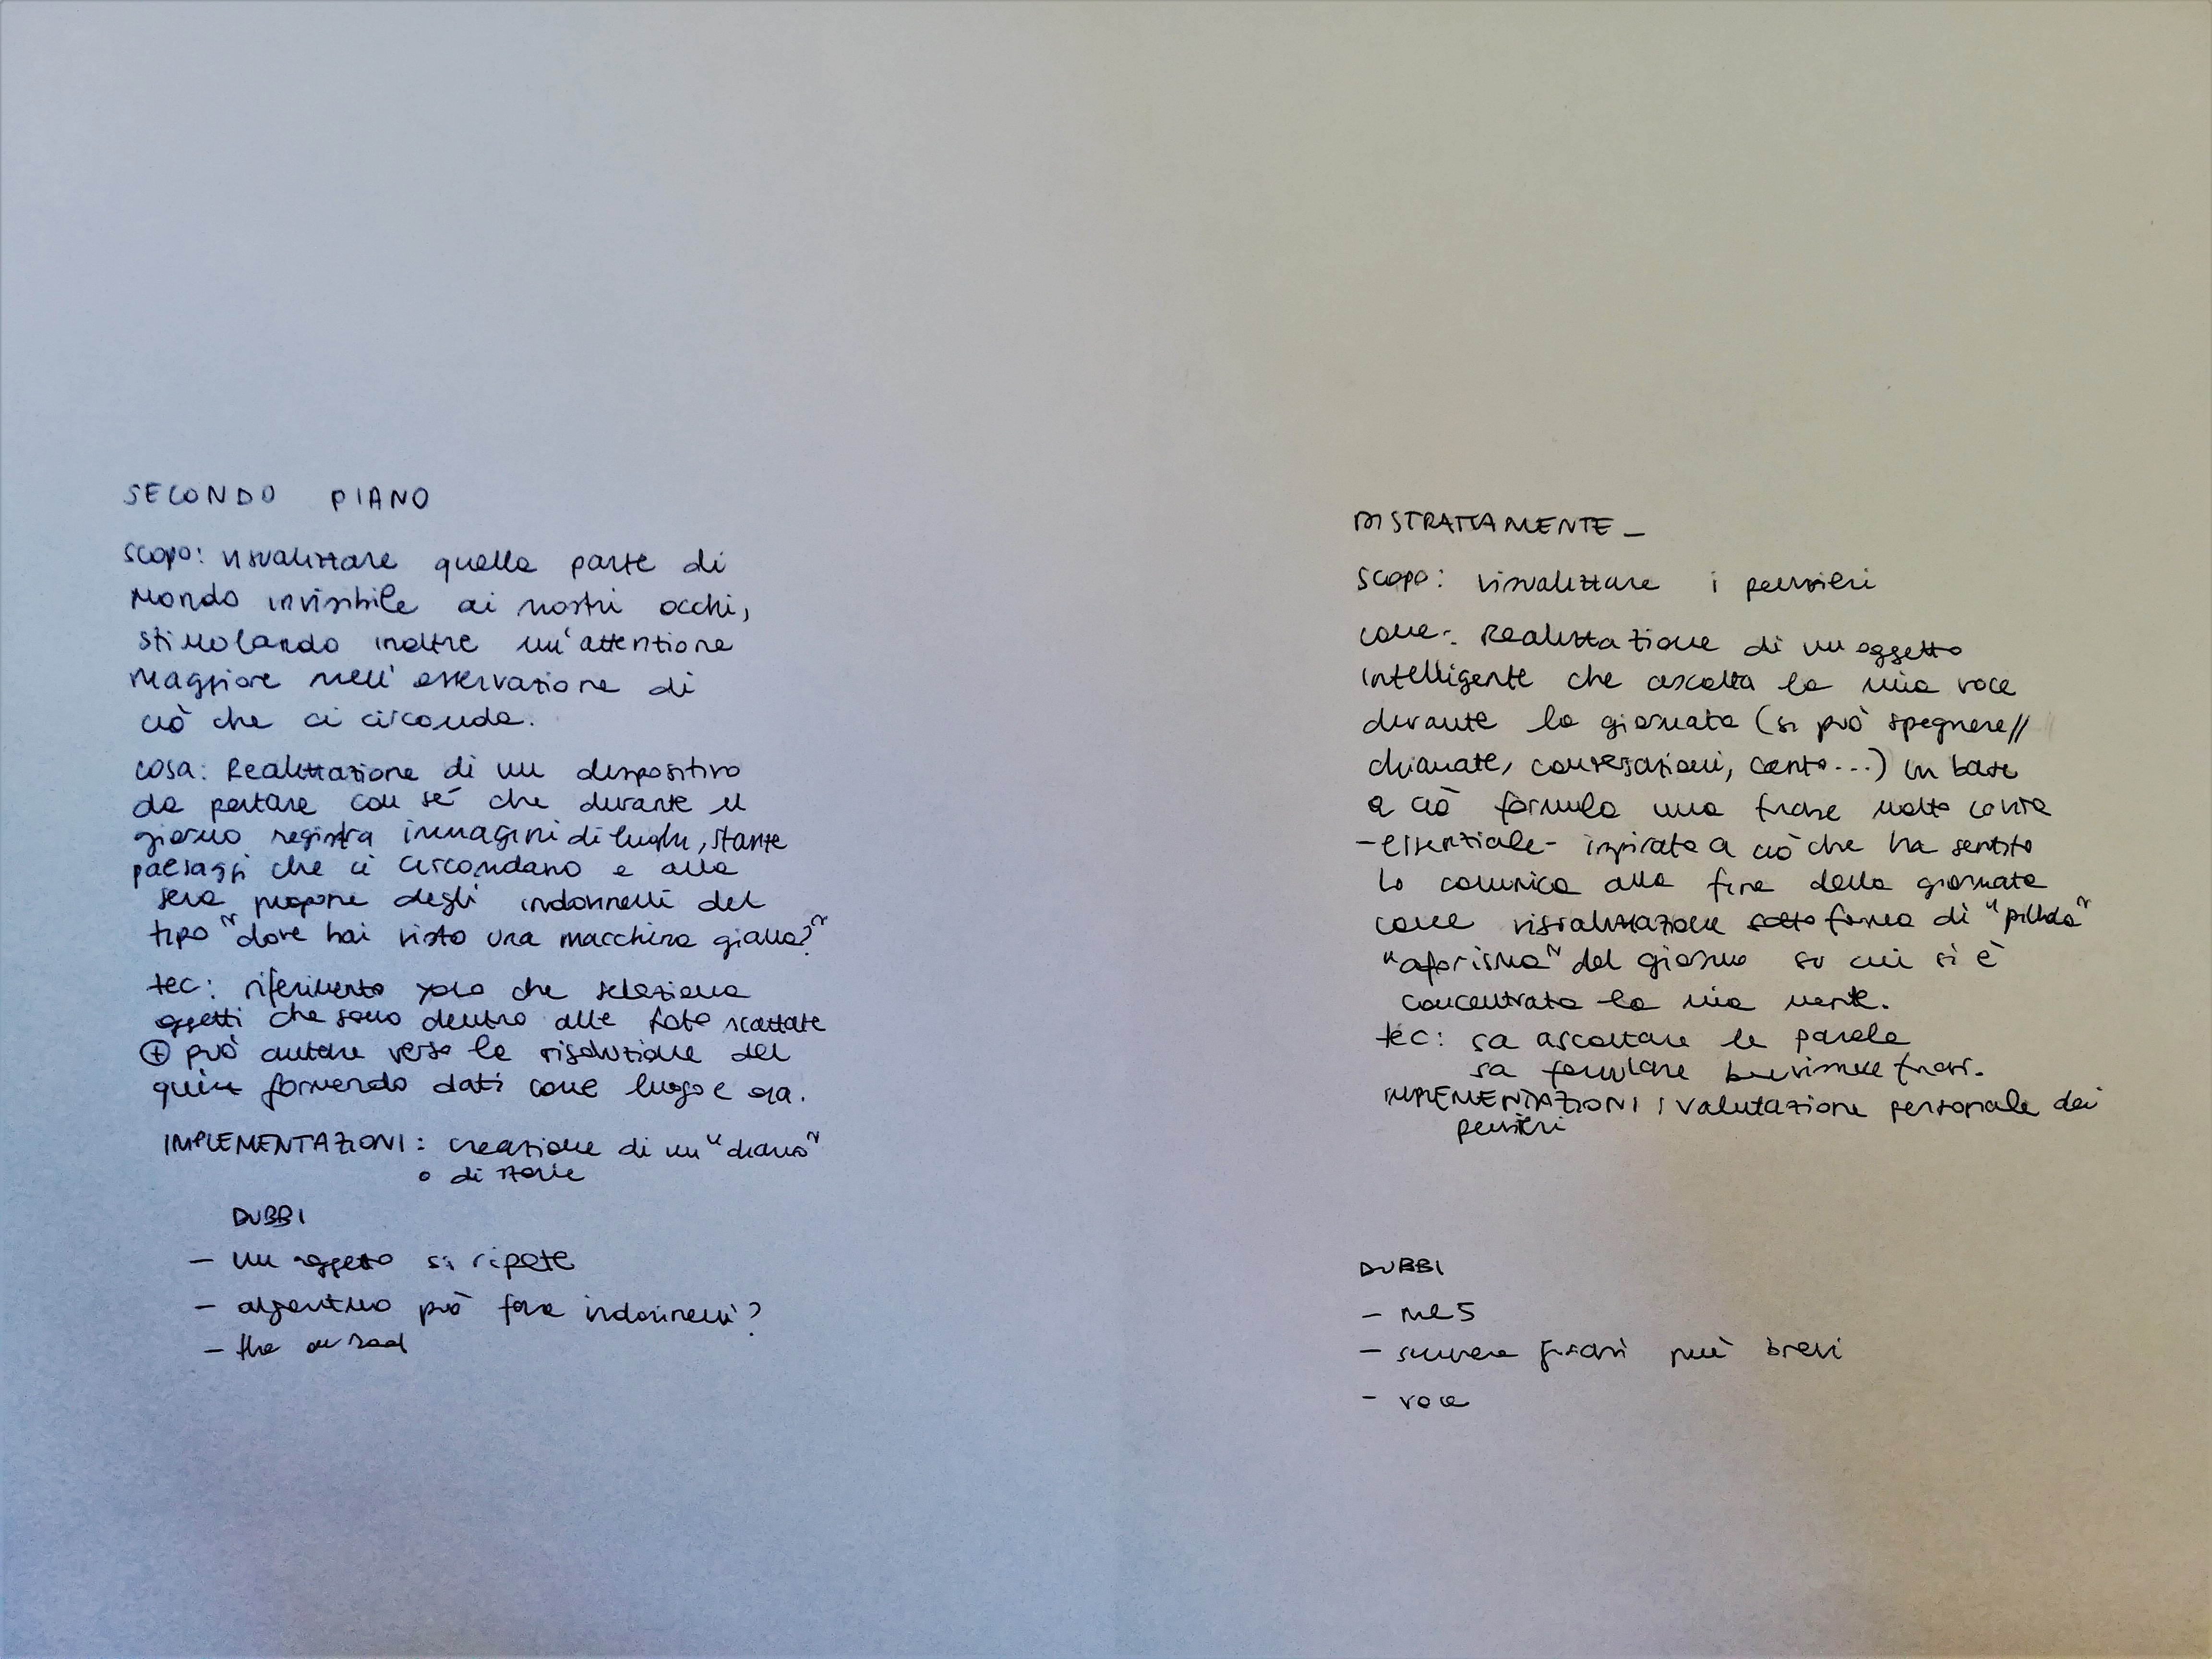 SECONDO PIANO
scopo: visualizzare quella parte di
mondo invisibile ai nostri occhi,
stimolando inoltre un'attenzione
maggiore nell'osservazione di
ciò che ci circonda.
cosa: Realizzazione di un dispositivo
da portare con sé che durante il
giorno registra immagini di luoghi, stanze
paesaggi che ci circondano e alla
sera propone degli indovinelli del
tipo "dove hai visto una macchina gialla?"
tec: riferimento yolo che seleziona
oggetti che sono dentro alle foto scattate
+ può aiutare verso la risoluzione del
quiz fornendo dati come luogo e ora.
IMPLEMENTAZIONI: creazione di un "diario"
o di storie
DUBBI
- un oggetto si ripete
- algoritmo può fare indovinelli?
- the
DISTRATTAMENTE_
scopo: visualizzare i pensieri
come: Realizzazione di un oggetto
intelligente che ascolta la mia voce
durante la giornata (si può spegnere//
chiamate, conversazioni, canto...) in base
a ciò formula una frase molto corta
-essenziale- ispirata a ciò che ha sentito
lo comunica alla fine della giornata
come visualizzazione sotto forma di "pillola"
"aforisma" del giorno su cui si è
concentrata la mia mente.
tec: sa ascoltare le parole
sa formulare brevissime frasi.
IMPLEMENTAZIONI: valutazione personale dei
pensieri
DUBBI
- ml5
- scrivere frasi più brevi
- voce